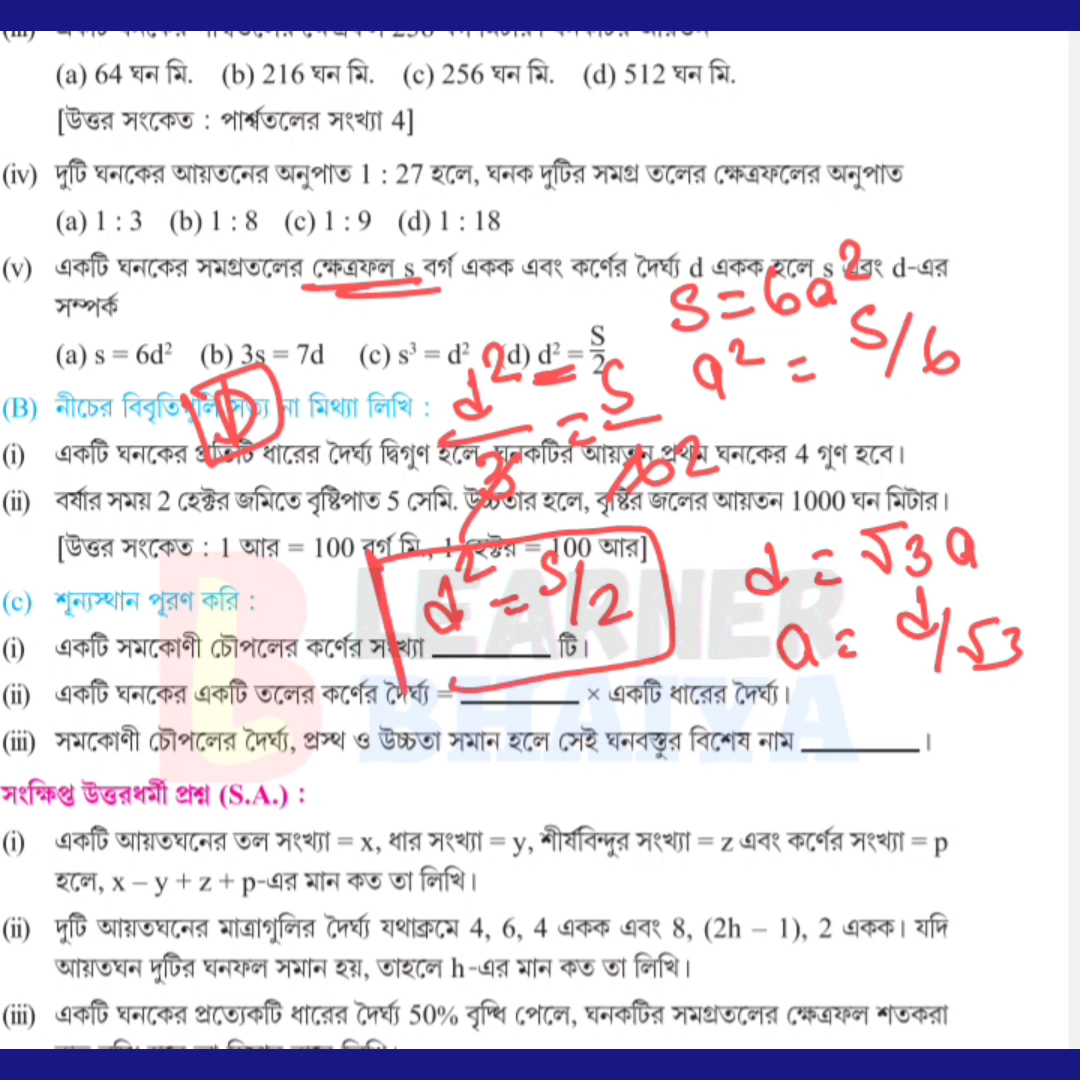 (a) 64 ঘন মি. (b) 216 ঘন মি. (c) 256 ঘন মি. (d) 512 ঘন মি.
[উত্তর সংকেত : পার্শ্বতলের সংখ্যা 4]
(iv) দুটি ঘনকের আয়তনের অনুপাত 1 : 27 হলে, ঘনক দুটির সমগ্র তলের ক্ষেত্রফলের অনুপাত
(a) 1 : 3 (b) 1 : 8 (c) 1 : 9 (d) 1 : 18
(v) একটি ঘনকের সমগ্রতলের ক্ষেত্রফল s বর্গ একক এবং কর্ণের দৈর্ঘ্য d একক হলে s এবং d-এর
সম্পর্ক
S = 6a²
(a) s = 6d² (b) 3s = 7d (c) s³ = d² (d) d² = S/2
a² = S/6
D
d²/3 = S/62
(B) নীচের বিবৃতিগুলি সত্য না মিথ্যা লিখি :
(i) একটি ঘনকের প্রতিটি ধারের দৈর্ঘ্য দ্বিগুণ হলে, ঘনকটির আয়তন প্রথম ঘনকের 4 গুণ হবে।
(ii) বর্ষার সময় 2 হেক্টর জমিতে বৃষ্টিপাত 5 সেমি. উচ্চতার হলে, বৃষ্টির জলের আয়তন 1000 ঘন মিটার।
[উত্তর সংকেত : 1 আর = 100 বর্গ মি., 1 হেক্টর = 100 আর]
d = √3a
d² = S/2
a = d/√3
LEARNER
BHAIYA
(c) শূন্যস্থান পূরণ করি :
(i) একটি সমকোণী চৌপলের কর্ণের সংখ্যা ________ টি।
(ii) একটি ঘনকের একটি তলের কর্ণের দৈর্ঘ্য = ________ × একটি ধারের দৈর্ঘ্য।
(iii) সমকোণী চৌপলের দৈর্ঘ্য, প্রস্থ ও উচ্চতা সমান হলে সেই ঘনবস্তুর বিশেষ নাম ________ ।
সংক্ষিপ্ত উত্তরধর্মী প্রশ্ন (S.A.) :
(i) একটি আয়তঘনের তল সংখ্যা = x, ধার সংখ্যা = y, শীর্ষবিন্দুর সংখ্যা = z এবং কর্ণের সংখ্যা = p
হলে, x – y + z + p-এর মান কত তা লিখি।
(ii) দুটি আয়তঘনের মাত্রাগুলির দৈর্ঘ্য যথাক্রমে 4, 6, 4 একক এবং 8, (2h – 1), 2 একক। যদি
আয়তঘন দুটির ঘনফল সমান হয়, তাহলে h-এর মান কত তা লিখি।
(iii) একটি ঘনকের প্রত্যেকটি ধারের দৈর্ঘ্য 50% বৃদ্ধি পেলে, ঘনকটির সমগ্রতলের ক্ষেত্রফল শতকরা